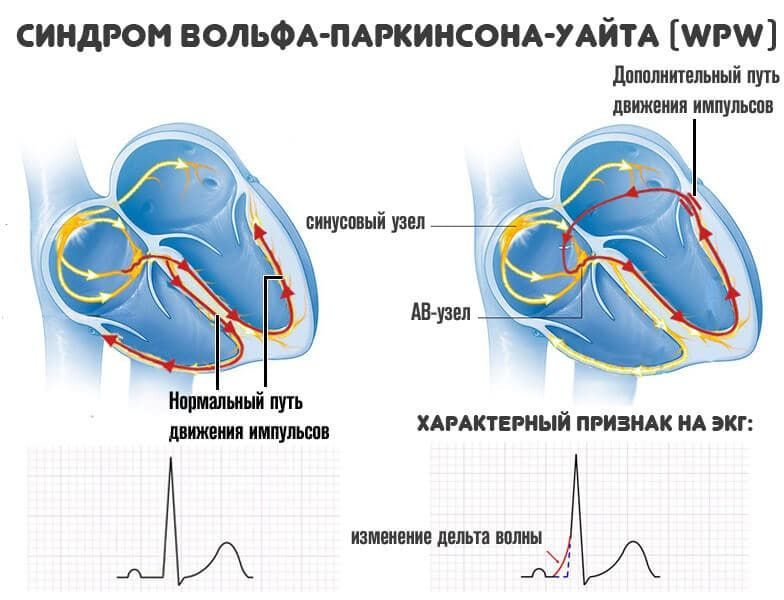 СИНДРОМ ВОЛЬФА-ПАРКИНСОНА-УАЙТА (WPW)
Дополнительный путь
движения импульсов
синусовый узел
АВ-узел
Нормальный путь
движения импульсов
ХАРАКТЕРНЫЙ ПРИЗНАК НА ЭКГ:
изменение дельта волны